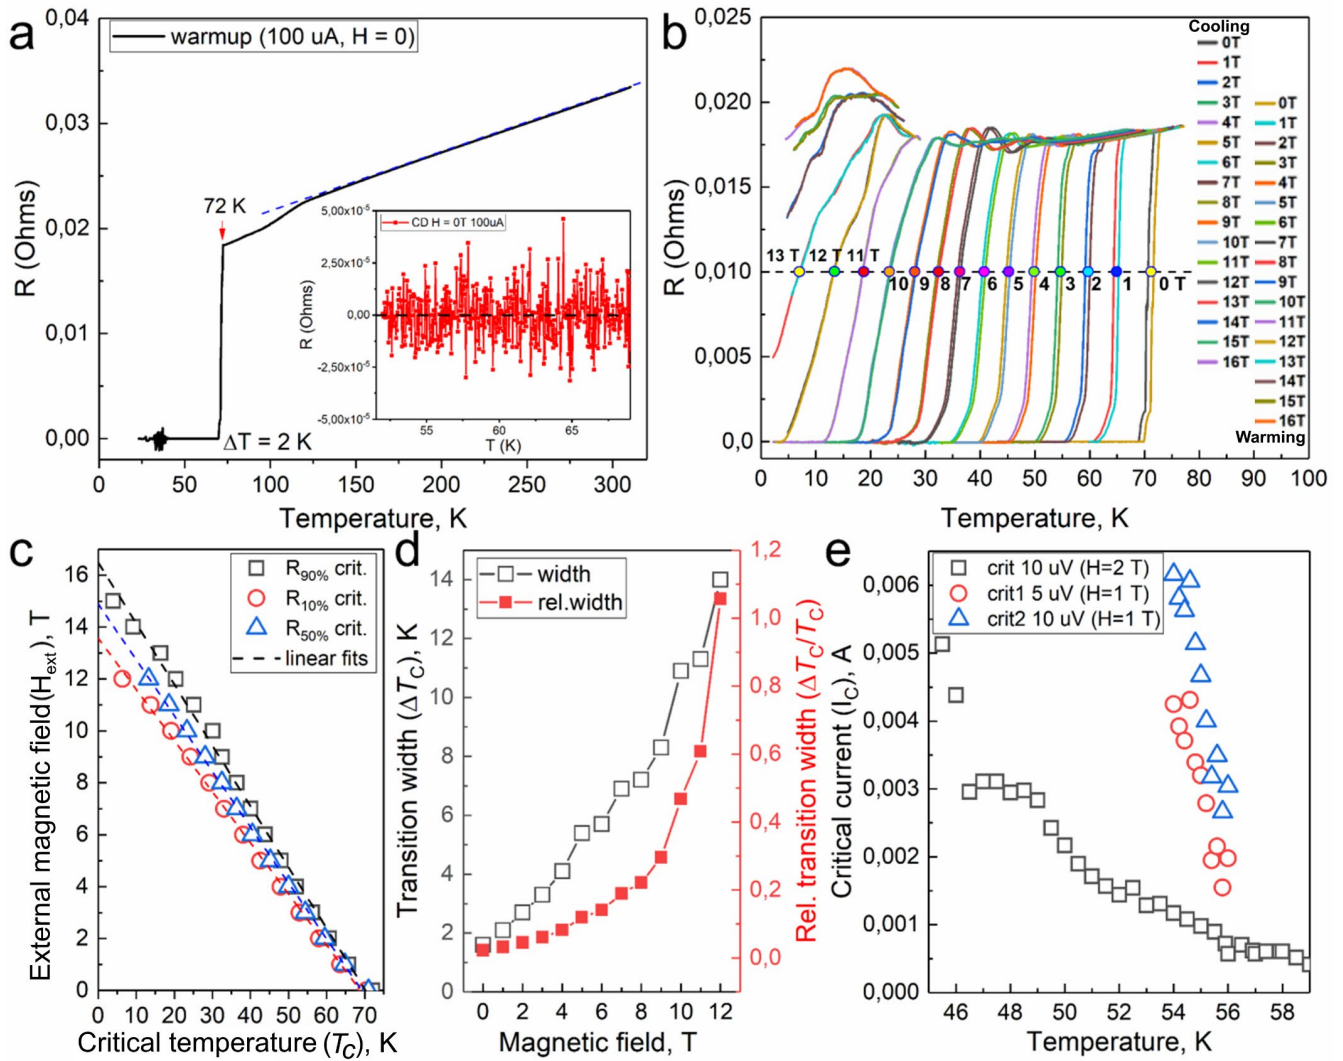 a
warmup (100 uA, H = 0)
R (Ohms)
0,04
0,03
0,02
0,01
0,00
72 K
ΔT = 2 K
0 50 100 150 200 250 300
Temperature, K
CD H = 0T 100uA
R (Ohms)
5,00x10⁻⁵
2,50x10⁻⁵
0,00
-2.50x10⁻⁵
-5,00x10⁻⁵
55 60 65
T (K)
b
R (Ohms)
0,025
0,020
0,015
0,010
0,005
0,0
13 T 12 T 11 T
10 9 8 7 6 5 4 3 2 1 0 T
0 10 20 30 40 50 60 70 80 90 100
Temperature, K
Cooling
0T
1T
2T
3T
4T
5T
6T
7T
8T
9T
10T
11T
12T
13T
14T
15T
16T
0T
1T
2T
3T
4T
5T
6T
7T
8T
9T
10T
11T
12T
13T
14T
15T
16T
Warming
c
External magnetic field(Hext), T
16
14
12
10
8
6
4
2
0
R90% crit.
R10% crit.
R50% crit.
linear fits
0 10 20 30 40 50 60 70
Critical temperature (TC), K
d
Transition width (ΔTC), K
14
12
10
8
6
4
2
0
width
rel.width
0 2 4 6 8 10 12
Magnetic field, T
1,2
1,0
0,8
0,6
0,4
0,2
0,0
Rel. transition width (ΔTC/TC)
e
Critical current (IC), A
0,006
0,005
0,004
0,003
0,002
0,001
0,000
crit 10 uV (H=2 T)
crit1 5 uV (H=1 T)
crit2 10 uV (H=1 T)
46 48 50 52 54 56 58
Temperature, K